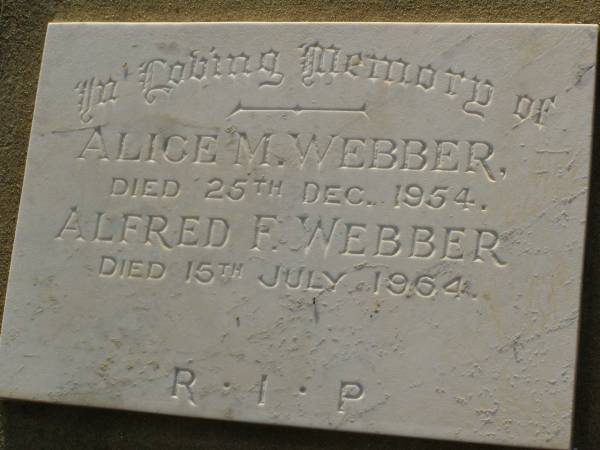 In Loving Memory of
ALICE M. WEBBER,
DIED 25TH DEC. 1954.
ALFRED F. WEBBER
DIED 15TH JULY 1964.
R · I · P